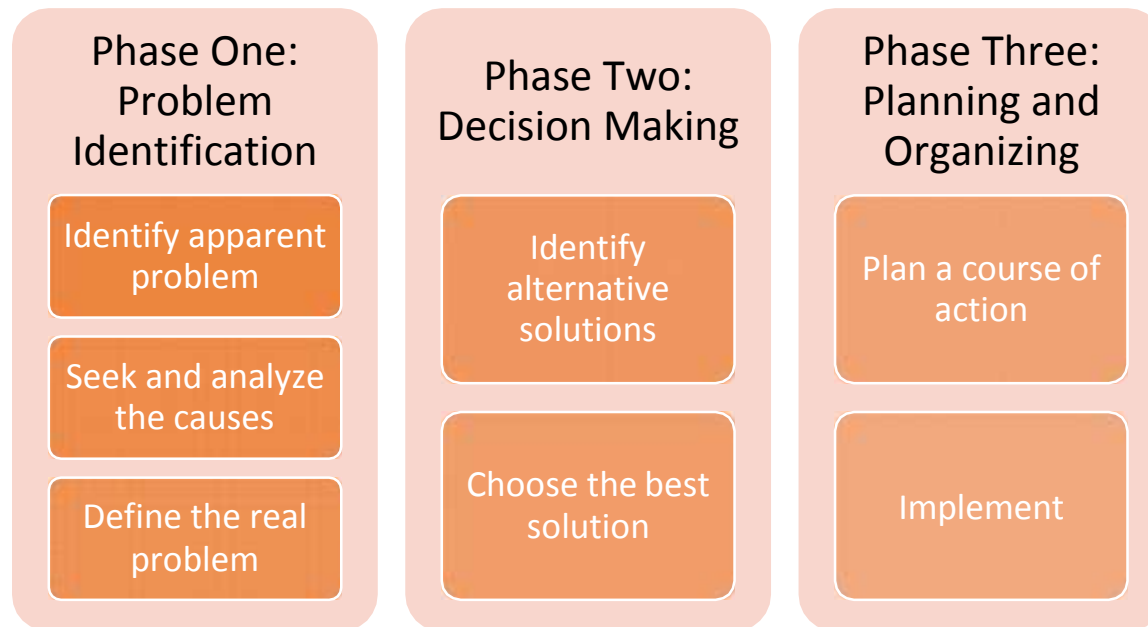 Phase One:
Problem
Identification
Identify apparent
problem
Seek and analyze
the causes
Define the real
problem
Phase Two:
Decision Making
Identify
alternative
solutions
Choose the best
solution
Phase Three:
Planning and
Organizing
Plan a course of
action
Implement